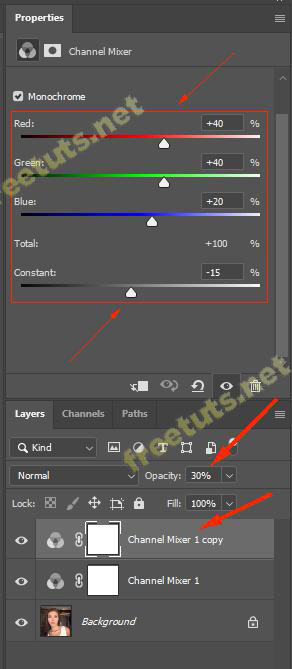 Properties
Channel Mixer
Monochrome
Red: +40 %
Green: +40 %
Blue: +20 %
Total: +100 %
Constant: -15 %
freetuts.net
Layers Channels Paths
Kind
freetuts.net
Normal Opacity: 30%
Lock: Fill: 100%
Channel Mixer 1 copy
Channel Mixer 1
Background